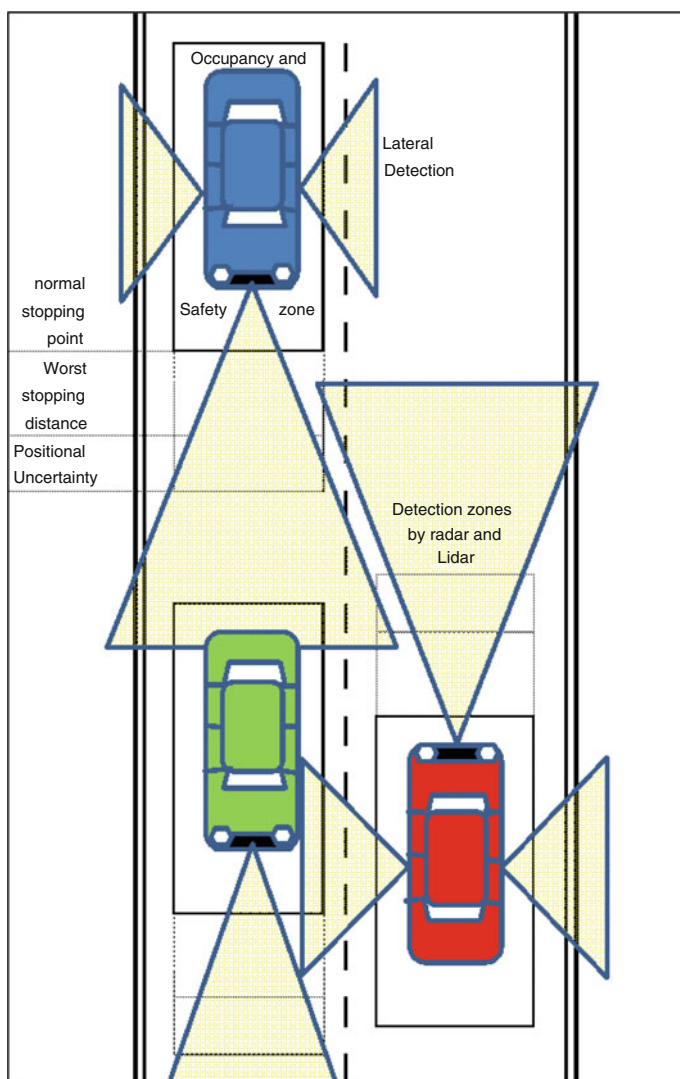 Occupancy and
Lateral
Detection
normal
stopping
point
Safety zone
Worst
stopping
distance
Positional
Uncertainty
Detection zones
by radar and
Lidar